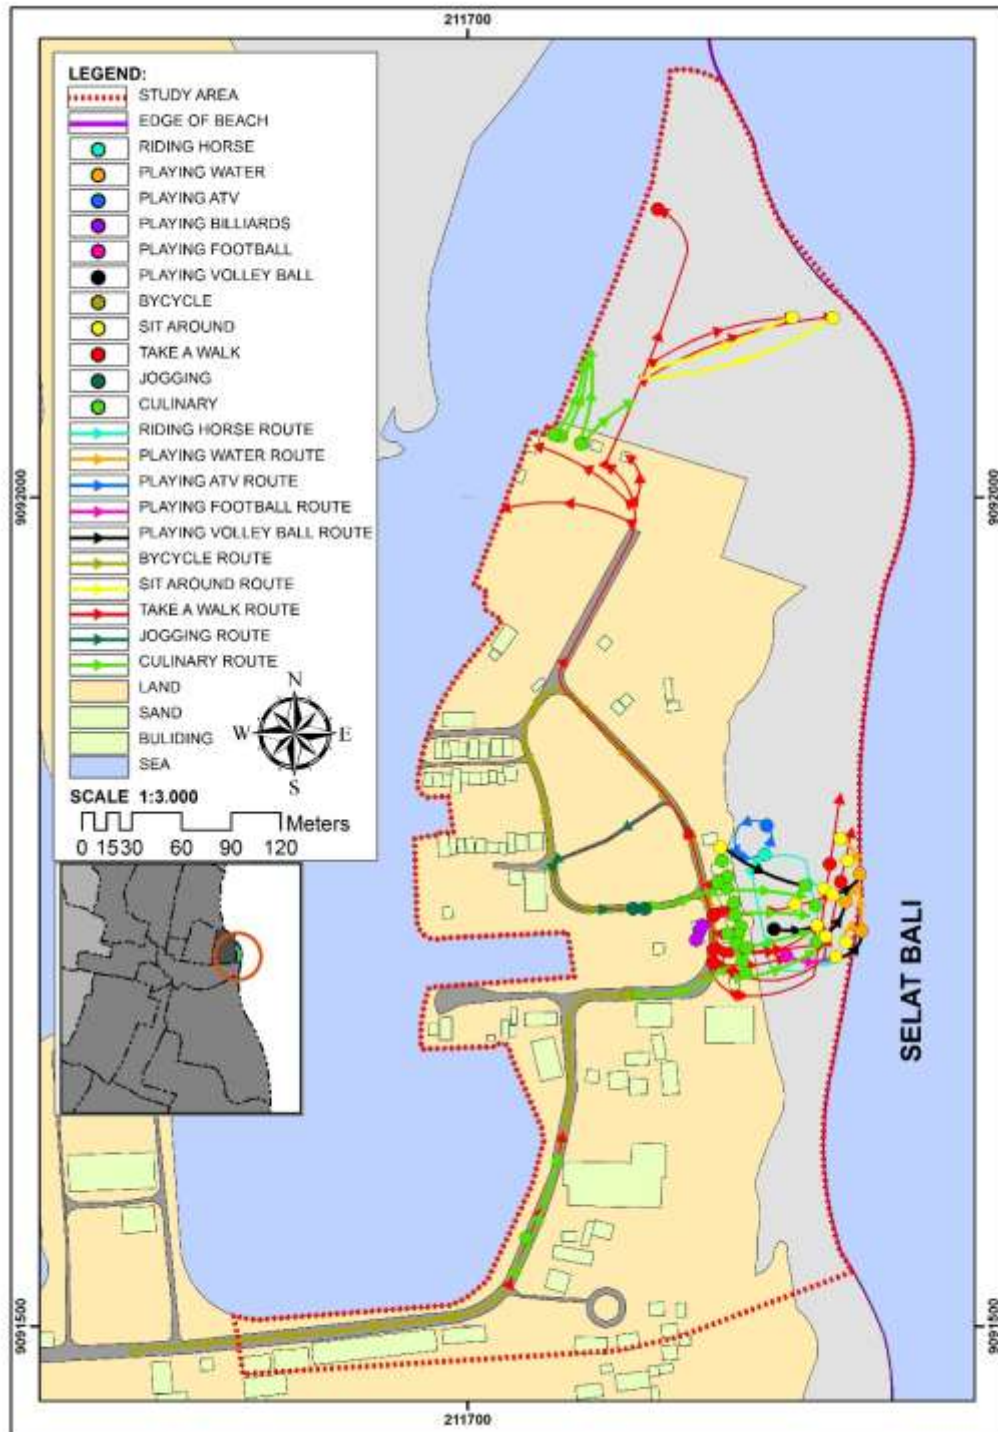 211700
LEGEND:
STUDY AREA
EDGE OF BEACH
RIDING HORSE
PLAYING WATER
PLAYING ATV
PLAYING BILLIARDS
PLAYING FOOTBALL
PLAYING VOLLEY BALL
BYCYCLE
SIT AROUND
TAKE A WALK
JOGGING
CULINARY
RIDING HORSE ROUTE
PLAYING WATER ROUTE
PLAYING ATV ROUTE
PLAYING FOOTBALL ROUTE
PLAYING VOLLEY BALL ROUTE
BYCYCLE ROUTE
SIT AROUND ROUTE
TAKE A WALK ROUTE
JOGGING ROUTE
CULINARY ROUTE
LAND
SAND
BULIDING
SEA
N
W E
S
SCALE 1:3.000
Meters
0 15 30 60 90 120
9092000
9092000
SELAT BALI
9091500
9091500
211700